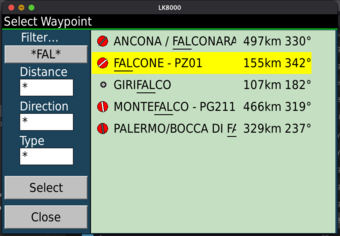 LK8000
Select Waypoint
Filter...
*FAL*
Distance
*
Direction
*
Type
*
Select
Close
ANCONA / FALCONARA 497km 330°
FALCONE - PZ01 155km 342°
GIRIFALCO 107km 182°
MONTEFALCO - PG211 466km 319°
PALERMO/BOCCA DI FA 329km 237°